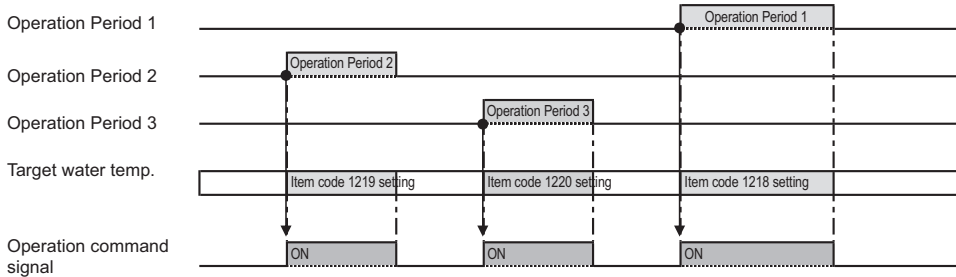 Operation Period 1
Operation Period 1
Operation Period 2
Operation Period 2
Operation Period 3
Operation Period 3
Target water temp.
Item code 1219 setting
Item code 1220 setting
Item code 1218 setting
Operation command
signal
ON
ON
ON